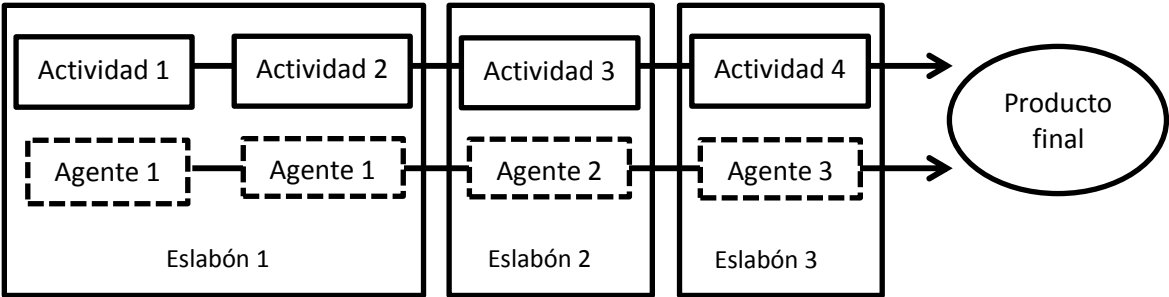 Actividad 1
Actividad 2
Actividad 3
Actividad 4
Producto
final
Agente 1
Agente 1
Agente 2
Agente 3
Eslabón 1
Eslabón 2
Eslabón 3